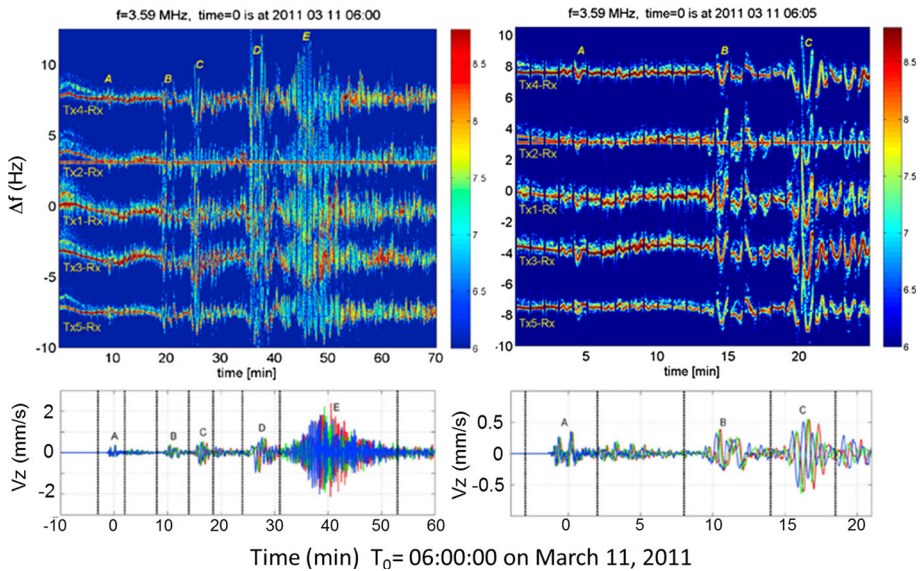 f=3.59 MHz, time=0 is at 2011 03 11 06:00
f=3.59 MHz, time=0 is at 2011 03 11 06:05
Δf (Hz)
10
5
0
-5
-10
A
B
C
D
E
Tx4-Rx
Tx2-Rx
Tx1-Rx
Tx3-Rx
Tx5-Rx
10 20 30 40 50 60 70
time [min]
8.5
8
7.5
7
6.5
6
8
6
4
2
0
-2
-4
-6
-8
-10
A
B
C
Tx4-Rx
Tx2-Rx
Tx1-Rx
Tx3-Rx
Tx5-Rx
5 10 15 20
time [min]
8.5
8
7.5
7
6.5
6
Vz (mm/s)
2
0
-2
A
B
C
D
E
-10 0 10 20 30 40 50 60
Vz (mm/s)
0.5
0
-0.5
A
B
C
0 5 10 15 20
Time (min) T0= 06:00:00 on March 11, 2011